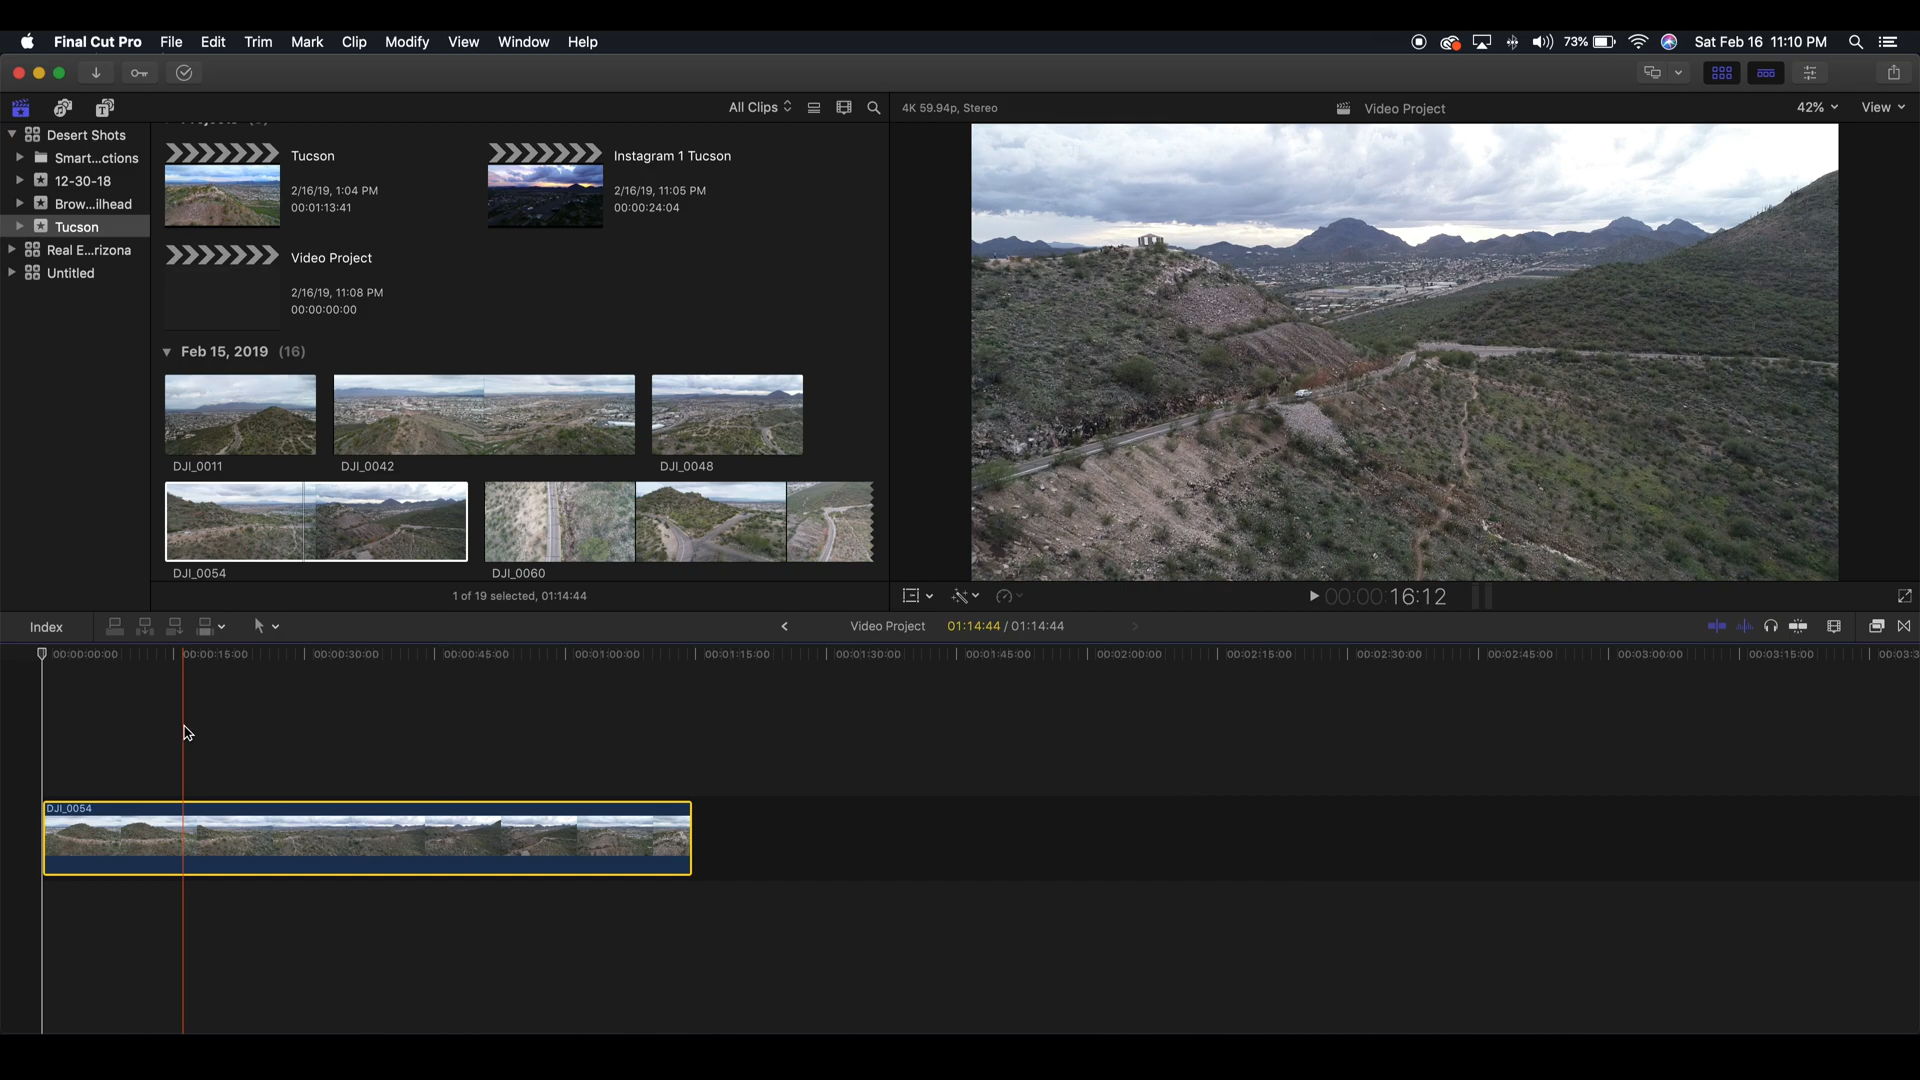 Final Cut Pro File Edit Trim Mark Clip Modify View Window Help 73% Sat Feb 16 11:10 PM
All Clips 4K 59.94p, Stereo Video Project 42% View
Desert Shots
Smart...ctions
12-30-18
Brow...ilhead
Tucson
Real E...rizona
Untitled
Tucson
2/16/19, 1:04 PM
00:01:13:41
Instagram 1 Tucson
2/16/19, 11:05 PM
00:00:24:04
Video Project
2/16/19, 11:08 PM
00:00:00:00
Feb 15, 2019 (16)
DJI_0011 DJI_0042 DJI_0048
DJI_0054 DJI_0060
1 of 19 selected, 01:14:44
00:00:16:12
Index Video Project 01:14:44 / 01:14:44
00:00:00:00 00:00:15:00 00:00:30:00 00:00:45:00 00:01:00:00 00:01:15:00 00:01:30:00 00:01:45:00 00:02:00:00 00:02:15:00 00:02:30:00 00:02:45:00 00:03:00:00 00:03:15:00 00:03:3
DJI_0054